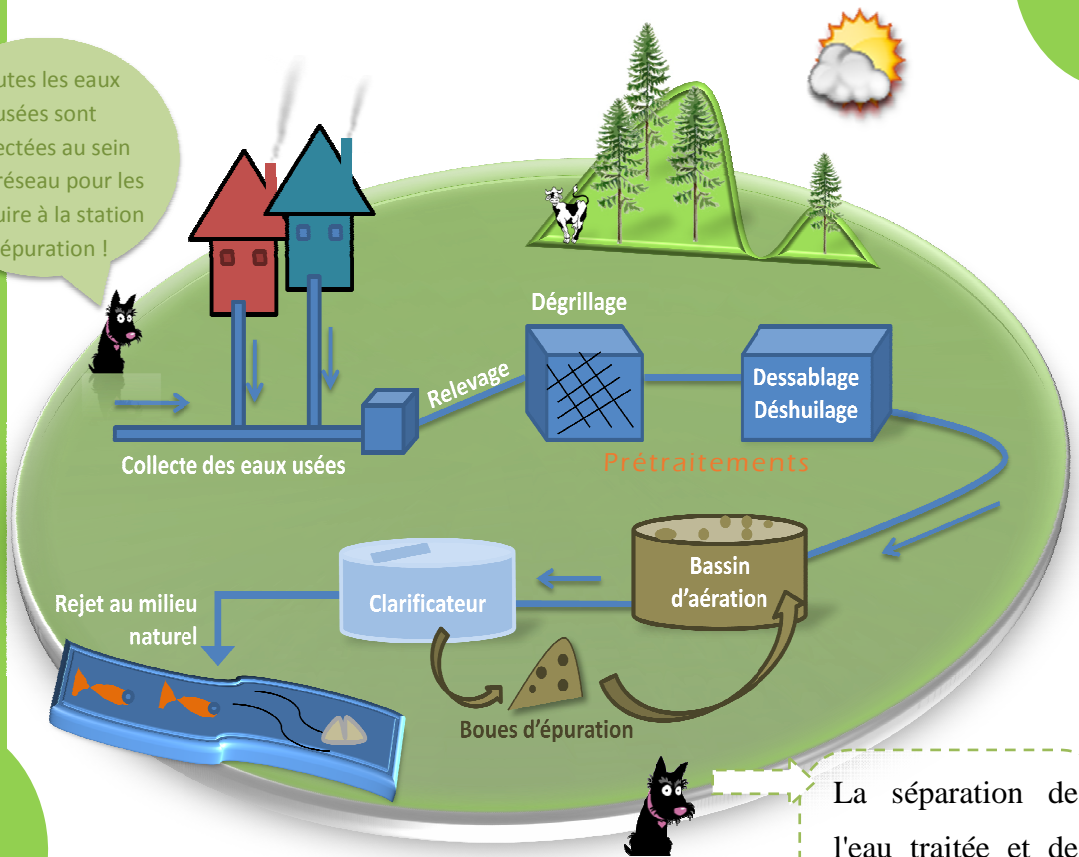 utes les eaux
usées sont
ectées au sein
réseau pour les
uire à la station
épuration !
Dégrillage
Relevage
Dessablage
Déshuilage
Collecte des eaux usées
Prétraitements
Bassin
d'aération
Clarificateur
Rejet au milieu
naturel
Boues d'épuration
La séparation de
l'eau traitée et de